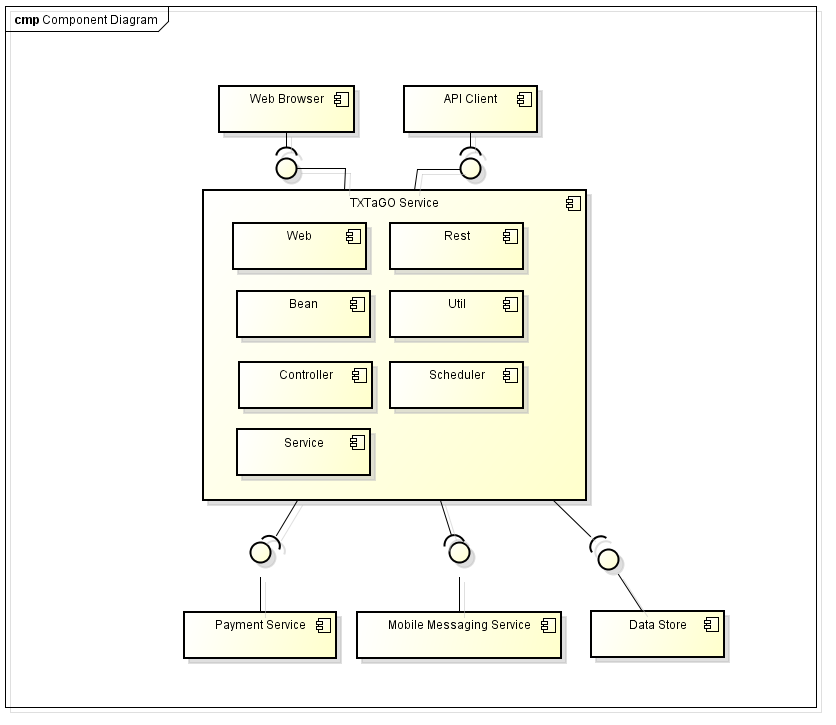 cmp Component Diagram
Web Browser
API Client
TXTaGO Service
Web
Rest
Bean
Util
Controller
Scheduler
Service
Payment Service
Mobile Messaging Service
Data Store